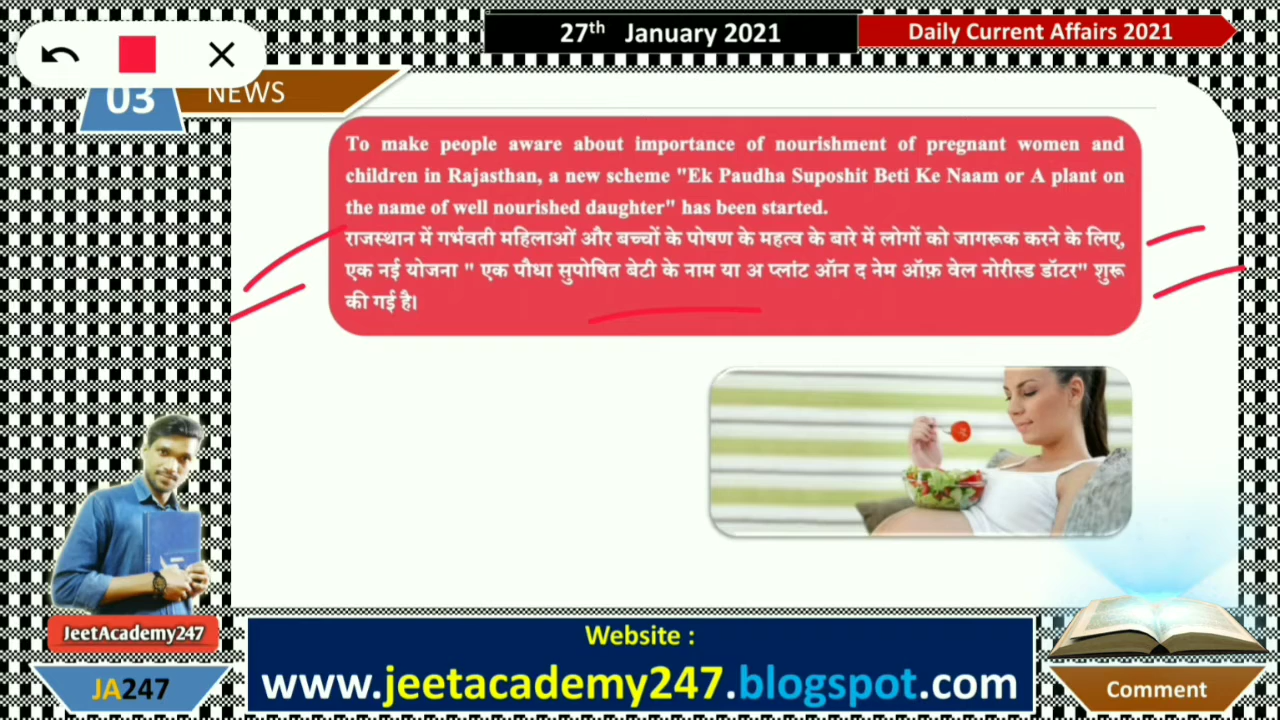 27th January 2021
Daily Current Affairs 2021
03
NEWS
To make people aware about importance of nourishment of pregnant women and
children in Rajasthan, a new scheme "Ek Paudha Suposhit Beti Ke Naam or A plant on
the name of well nourished daughter" has been started.
राजस्थान में गर्भवती महिलाओं और बच्चों के पोषण के महत्व के बारे में लोगों को जागरूक करने के लिए,
एक नई योजना " एक पौधा सुपोषित बेटी के नाम या अ प्लांट ऑन द नेम ऑफ़ वेल नोरीस्ड डॉटर" शुरू
की गई है।
JeetAcademy247
JA247
Website :
www.jeetacademy247.blogspot.com
Comment